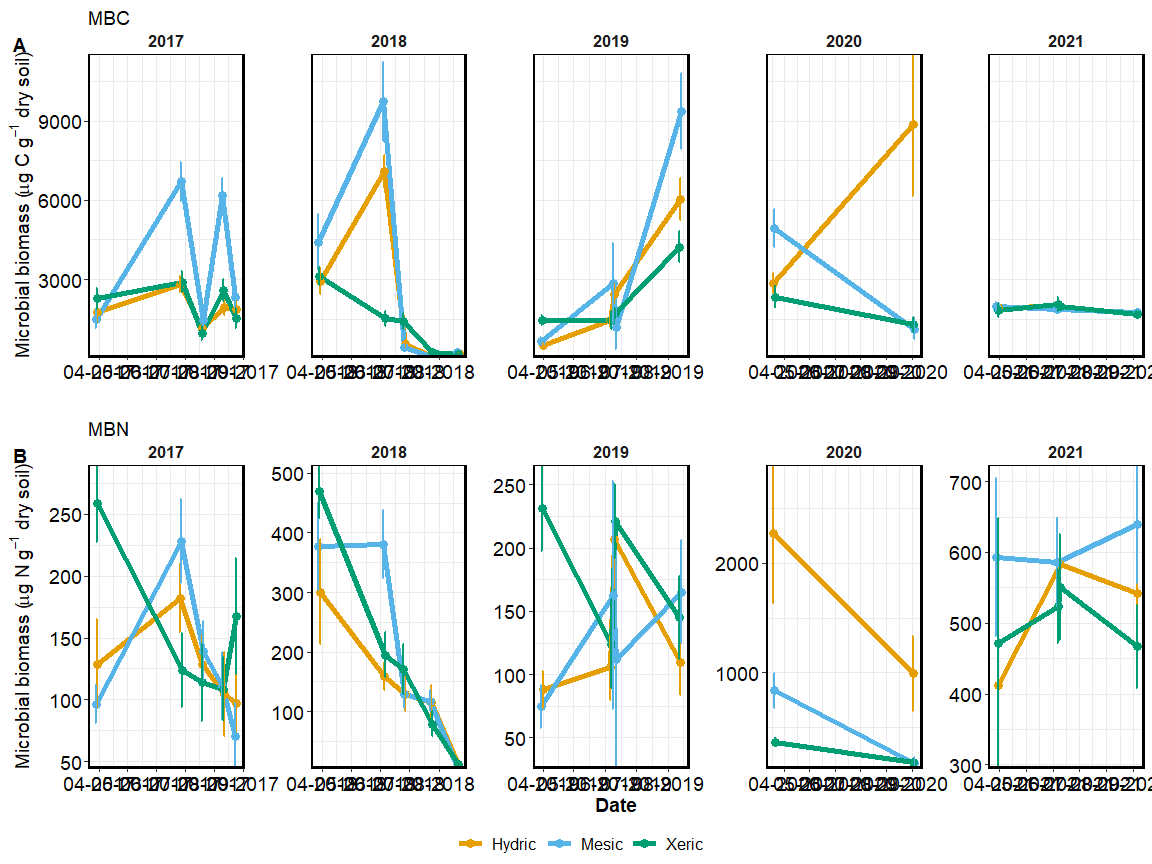 MBC
A
2017 2018 2019 2020 2021
Microbial biomass (μg C g⁻¹ dry soil)
9000
6000
3000
MBN
B
2017 2018 2019 2020 2021
Microbial biomass (μg N g⁻¹ dry soil)
250 500 250 2000 700
200 400 200 1000 600
150 300 150 500
100 200 100 400
50 100 50 300
Date
Hydric Mesic Xeric